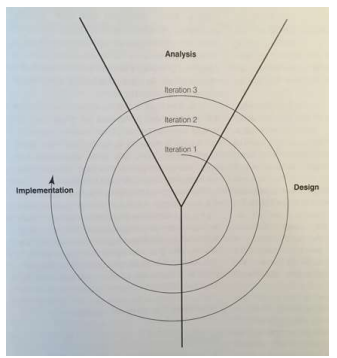 Analysis
Iteration 3
Iteration 2
Iteration 1
Implementation
Design